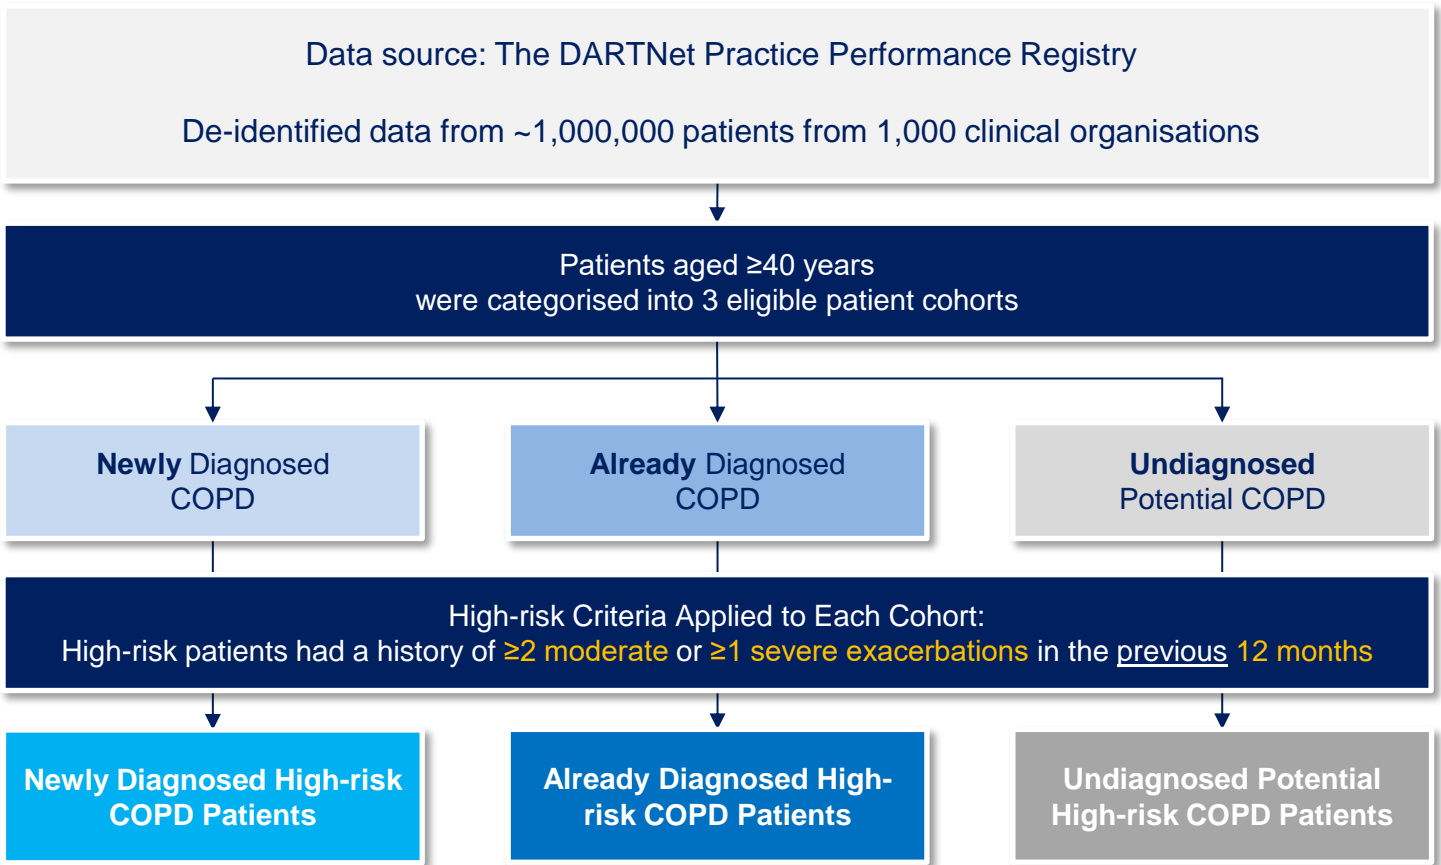 Data source: The DARTNet Practice Performance Registry
De-identified data from ~1,000,000 patients from 1,000 clinical organisations
Patients aged ≥40 years
were categorised into 3 eligible patient cohorts
Newly Diagnosed
COPD
Already Diagnosed
COPD
Undiagnosed
Potential COPD
High-risk Criteria Applied to Each Cohort:
High-risk patients had a history of ≥2 moderate or ≥1 severe exacerbations in the previous 12 months
Newly Diagnosed High-risk
COPD Patients
Already Diagnosed High-
risk COPD Patients
Undiagnosed Potential
High-risk COPD Patients